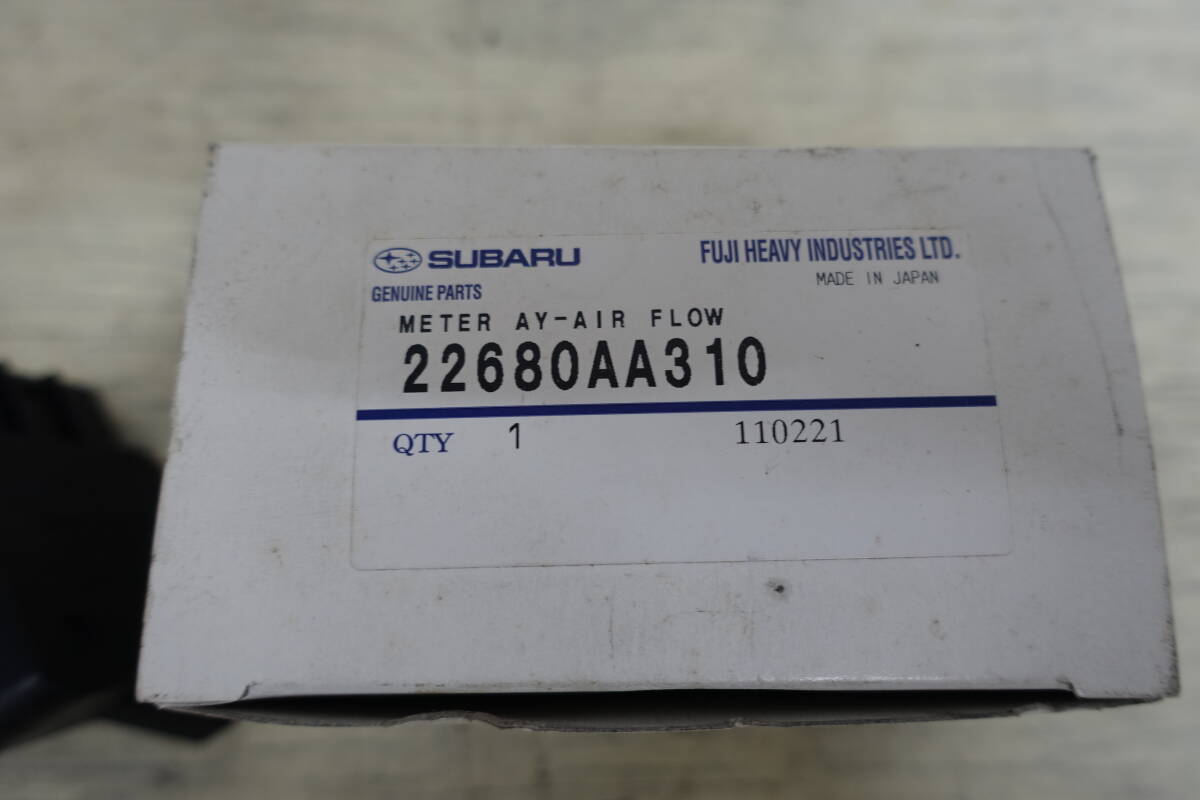 SUBARU
FUJI HEAVY INDUSTRIES LTD.
GENUINE PARTS
MADE IN JAPAN
METER AY-AIR FLOW
22680AA310
QTY 1 110221